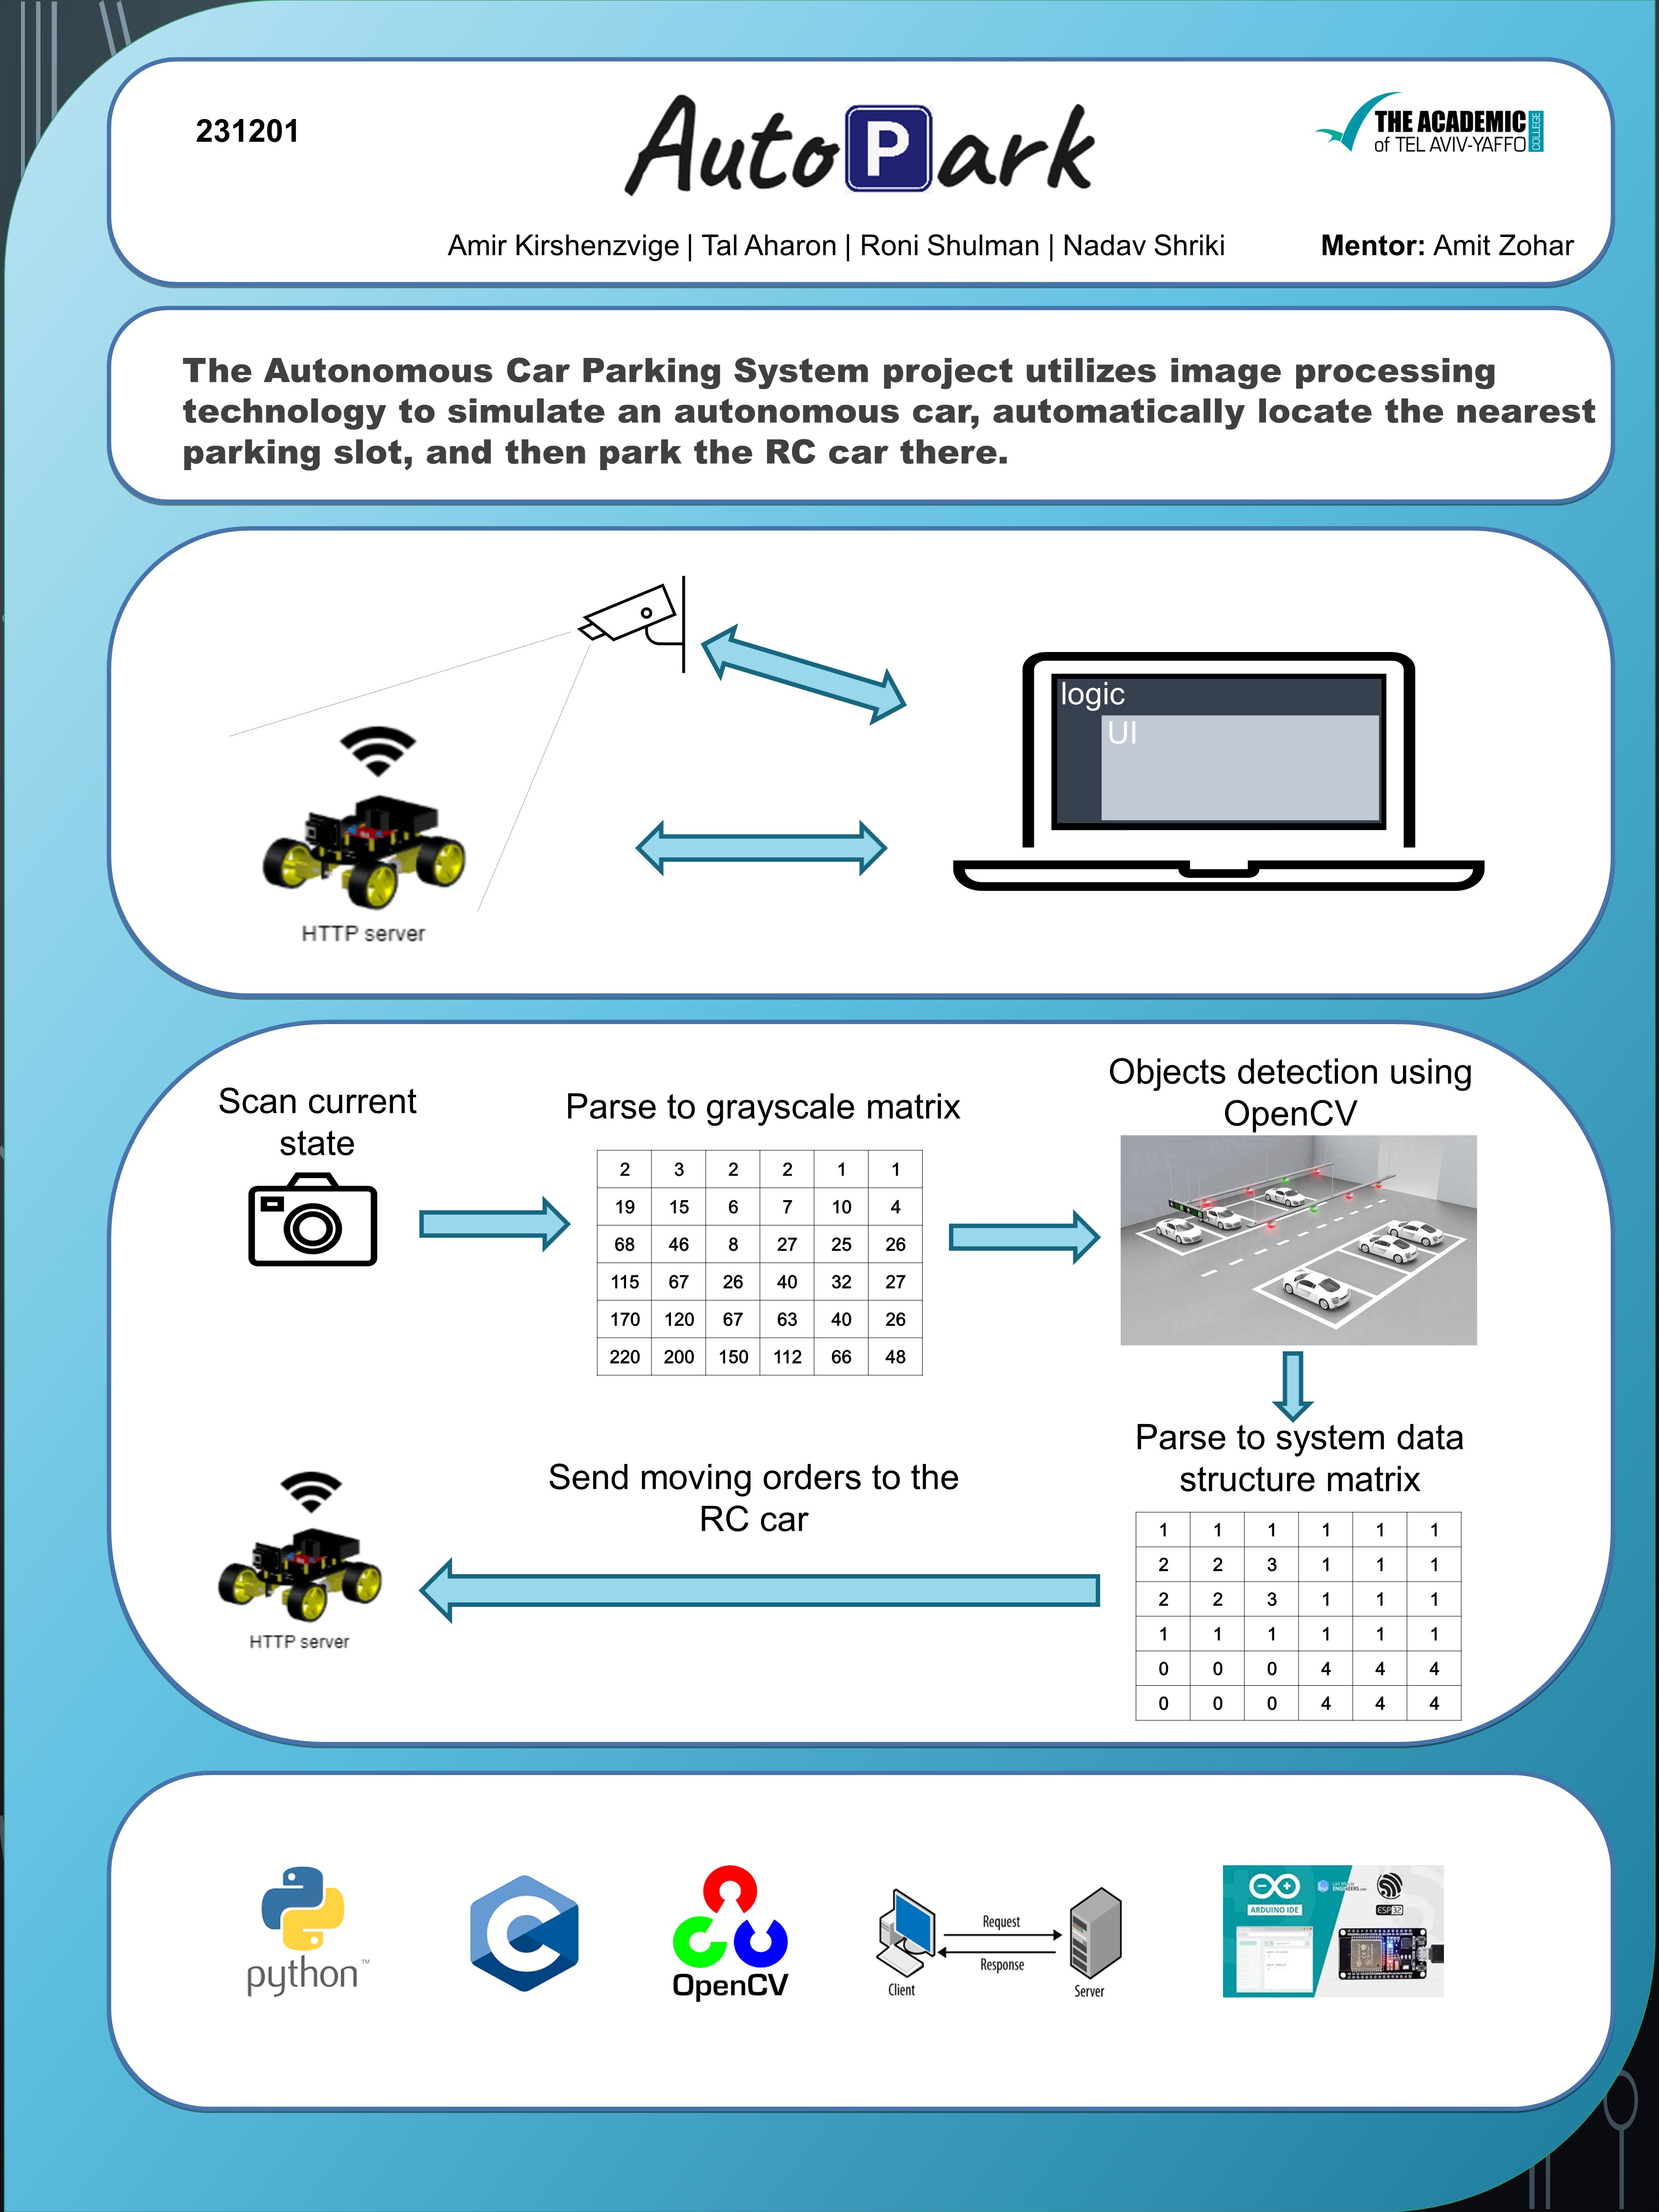 231201
Auto P ark
THE ACADEMIC
of TEL AVIV-YAFFO
COLLEGE
Amir Kirshenzvige | Tal Aharon | Roni Shulman | Nadav Shriki
Mentor: Amit Zohar
The Autonomous Car Parking System project utilizes image processing
technology to simulate an autonomous car, automatically locate the nearest
parking slot, and then park the RC car there.
logic
UI
HTTP server
Scan current
state
Parse to grayscale matrix
2 3 2 2 1 1
19 15 6 7 10 4
68 46 8 27 25 26
115 67 26 40 32 27
170 120 67 63 40 26
220 200 150 112 66 48
Objects detection using
OpenCV
Parse to system data
structure matrix
1 1 1 1 1 1
2 2 3 1 1 1
2 2 3 1 1 1
1 1 1 1 1 1
0 0 0 4 4 4
0 0 0 4 4 4
Send moving orders to the
RC car
HTTP server
python™
C
OpenCV
Request
Response
Client
Server
ARDUINO IDE
ESP32